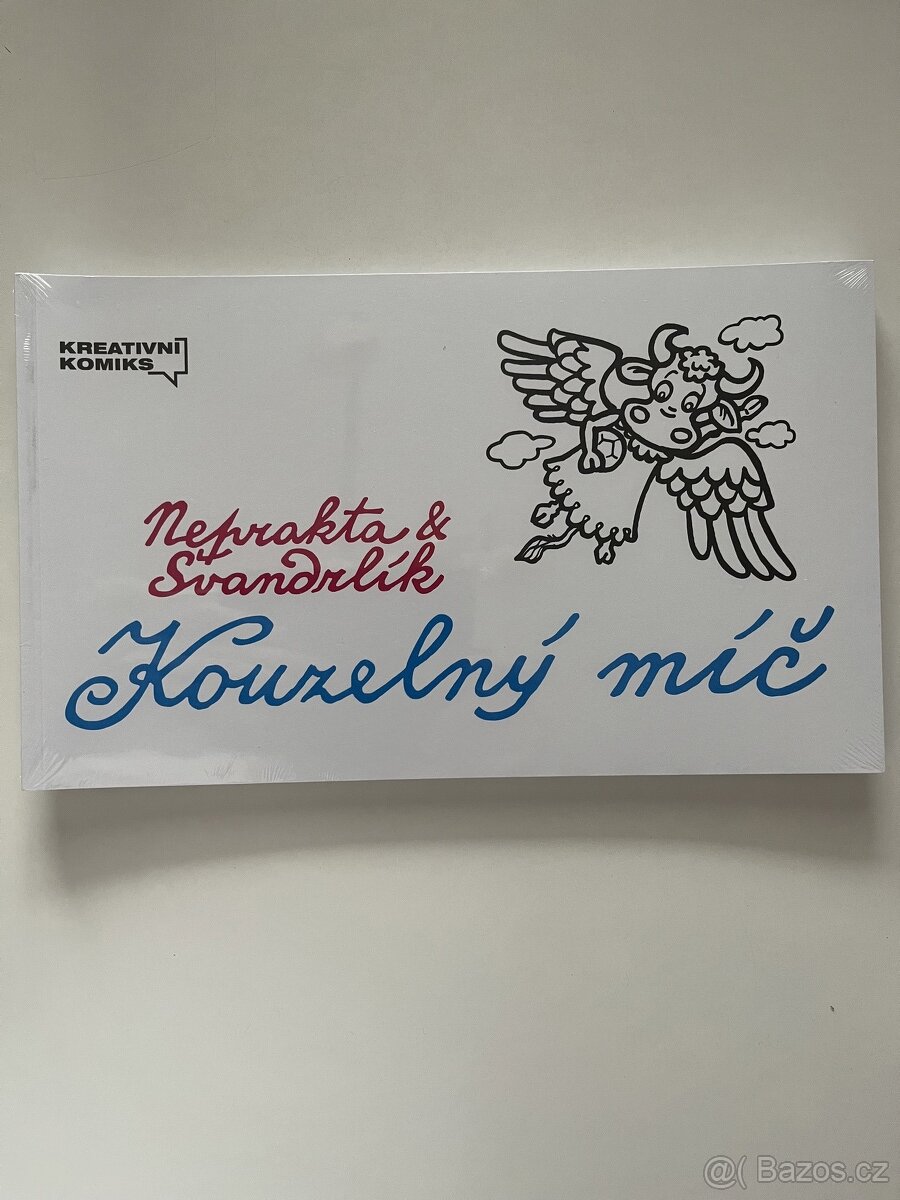 KREATIVNÍ
KOMIKS
Neprakta &
Švandrlík
Kouzelný míč
@( Bazos.cz